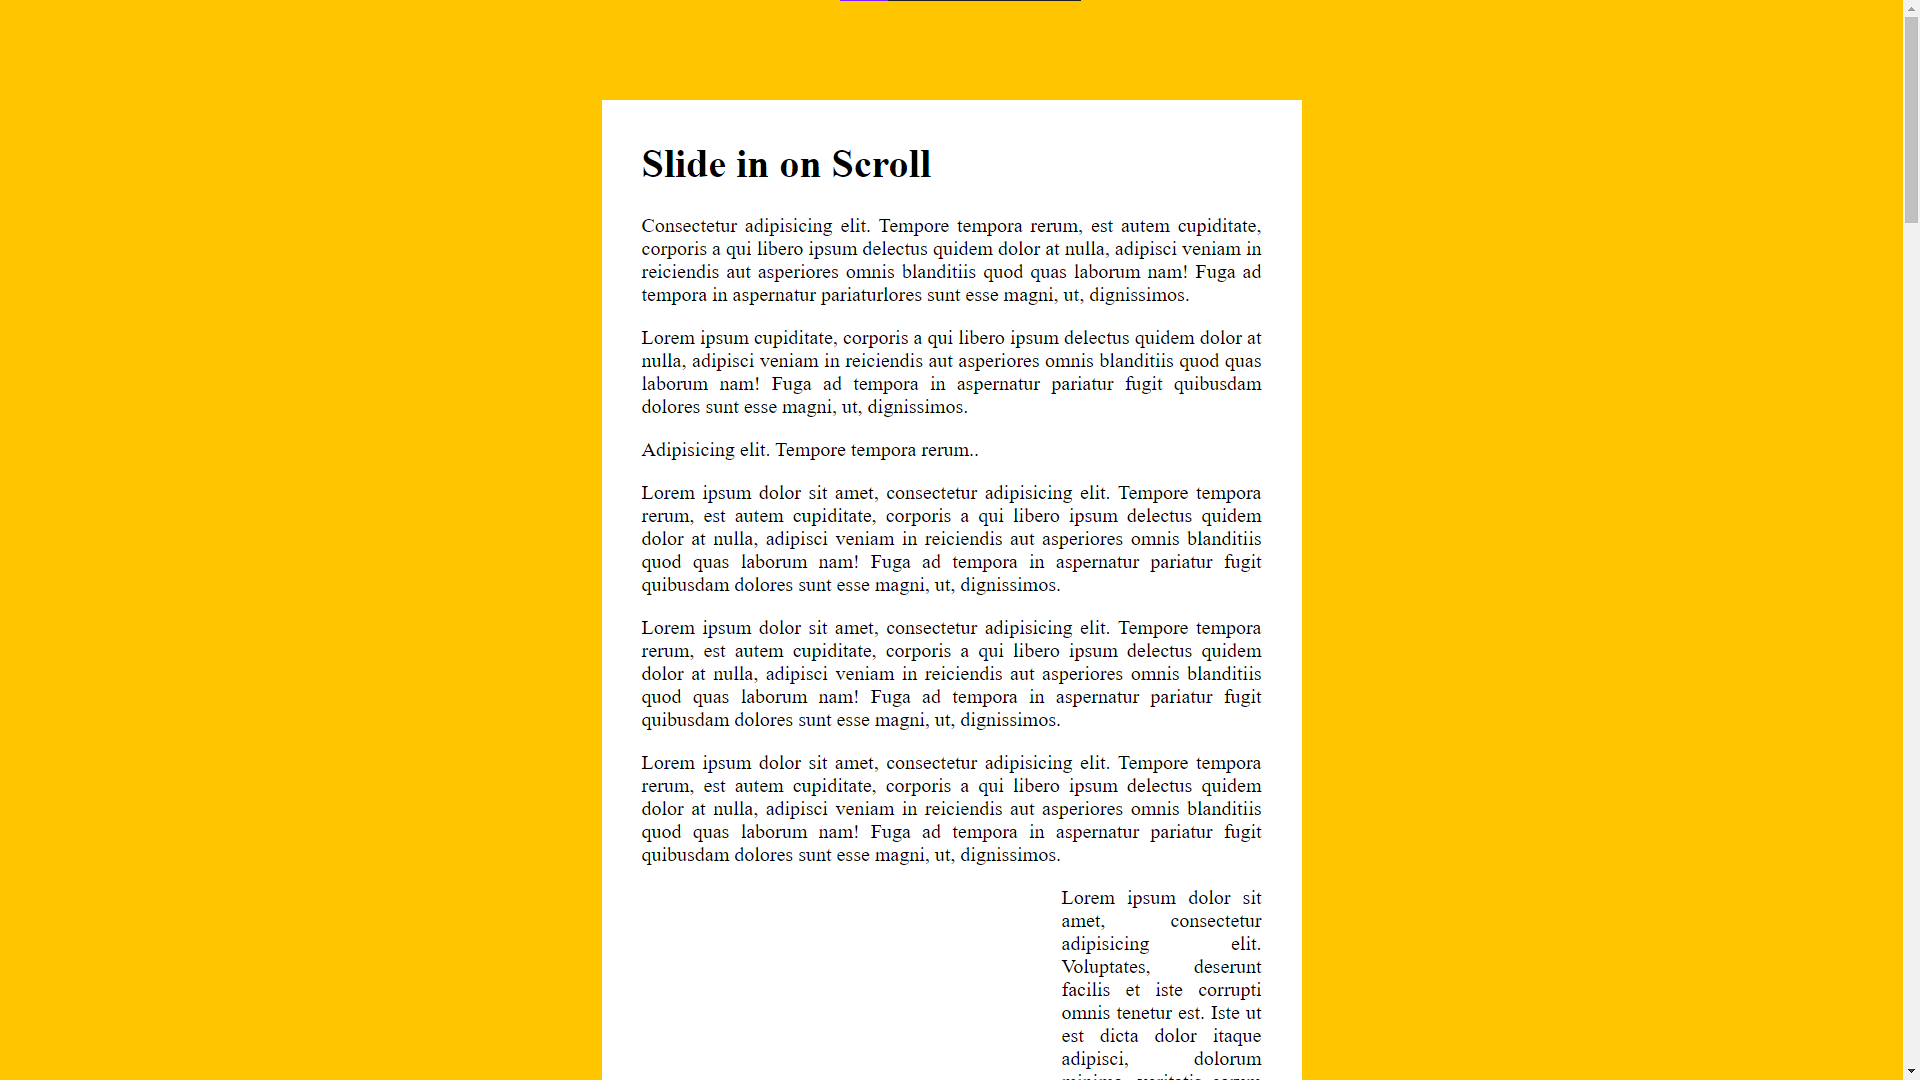 Slide in on Scroll
Consectetur adipisicing elit. Tempore tempora rerum, est autem cupiditate,
corporis a qui libero ipsum delectus quidem dolor at nulla, adipisci veniam in
reiciendis aut asperiores omnis blanditiis quod quas laborum nam! Fuga ad
tempora in aspernatur pariaturlores sunt esse magni, ut, dignissimos.
Lorem ipsum cupiditate, corporis a qui libero ipsum delectus quidem dolor at
nulla, adipisci veniam in reiciendis aut asperiores omnis blanditiis quod quas
laborum nam! Fuga ad tempora in aspernatur pariatur fugit quibusdam
dolores sunt esse magni, ut, dignissimos.
Adipisicing elit. Tempore tempora rerum..
Lorem ipsum dolor sit amet, consectetur adipisicing elit. Tempore tempora
rerum, est autem cupiditate, corporis a qui libero ipsum delectus quidem
dolor at nulla, adipisci veniam in reiciendis aut asperiores omnis blanditiis
quod quas laborum nam! Fuga ad tempora in aspernatur pariatur fugit
quibusdam dolores sunt esse magni, ut, dignissimos.
Lorem ipsum dolor sit amet, consectetur adipisicing elit. Tempore tempora
rerum, est autem cupiditate, corporis a qui libero ipsum delectus quidem
dolor at nulla, adipisci veniam in reiciendis aut asperiores omnis blanditiis
quod quas laborum nam! Fuga ad tempora in aspernatur pariatur fugit
quibusdam dolores sunt esse magni, ut, dignissimos.
Lorem ipsum dolor sit amet, consectetur adipisicing elit. Tempore tempora
rerum, est autem cupiditate, corporis a qui libero ipsum delectus quidem
dolor at nulla, adipisci veniam in reiciendis aut asperiores omnis blanditiis
quod quas laborum nam! Fuga ad tempora in aspernatur pariatur fugit
quibusdam dolores sunt esse magni, ut, dignissimos.
Lorem ipsum dolor sit
amet, consectetur
adipisicing elit.
Voluptates, deserunt
facilis et iste corrupti
omnis tenetur est. Iste ut
est dicta dolor itaque
adipisci, dolorum